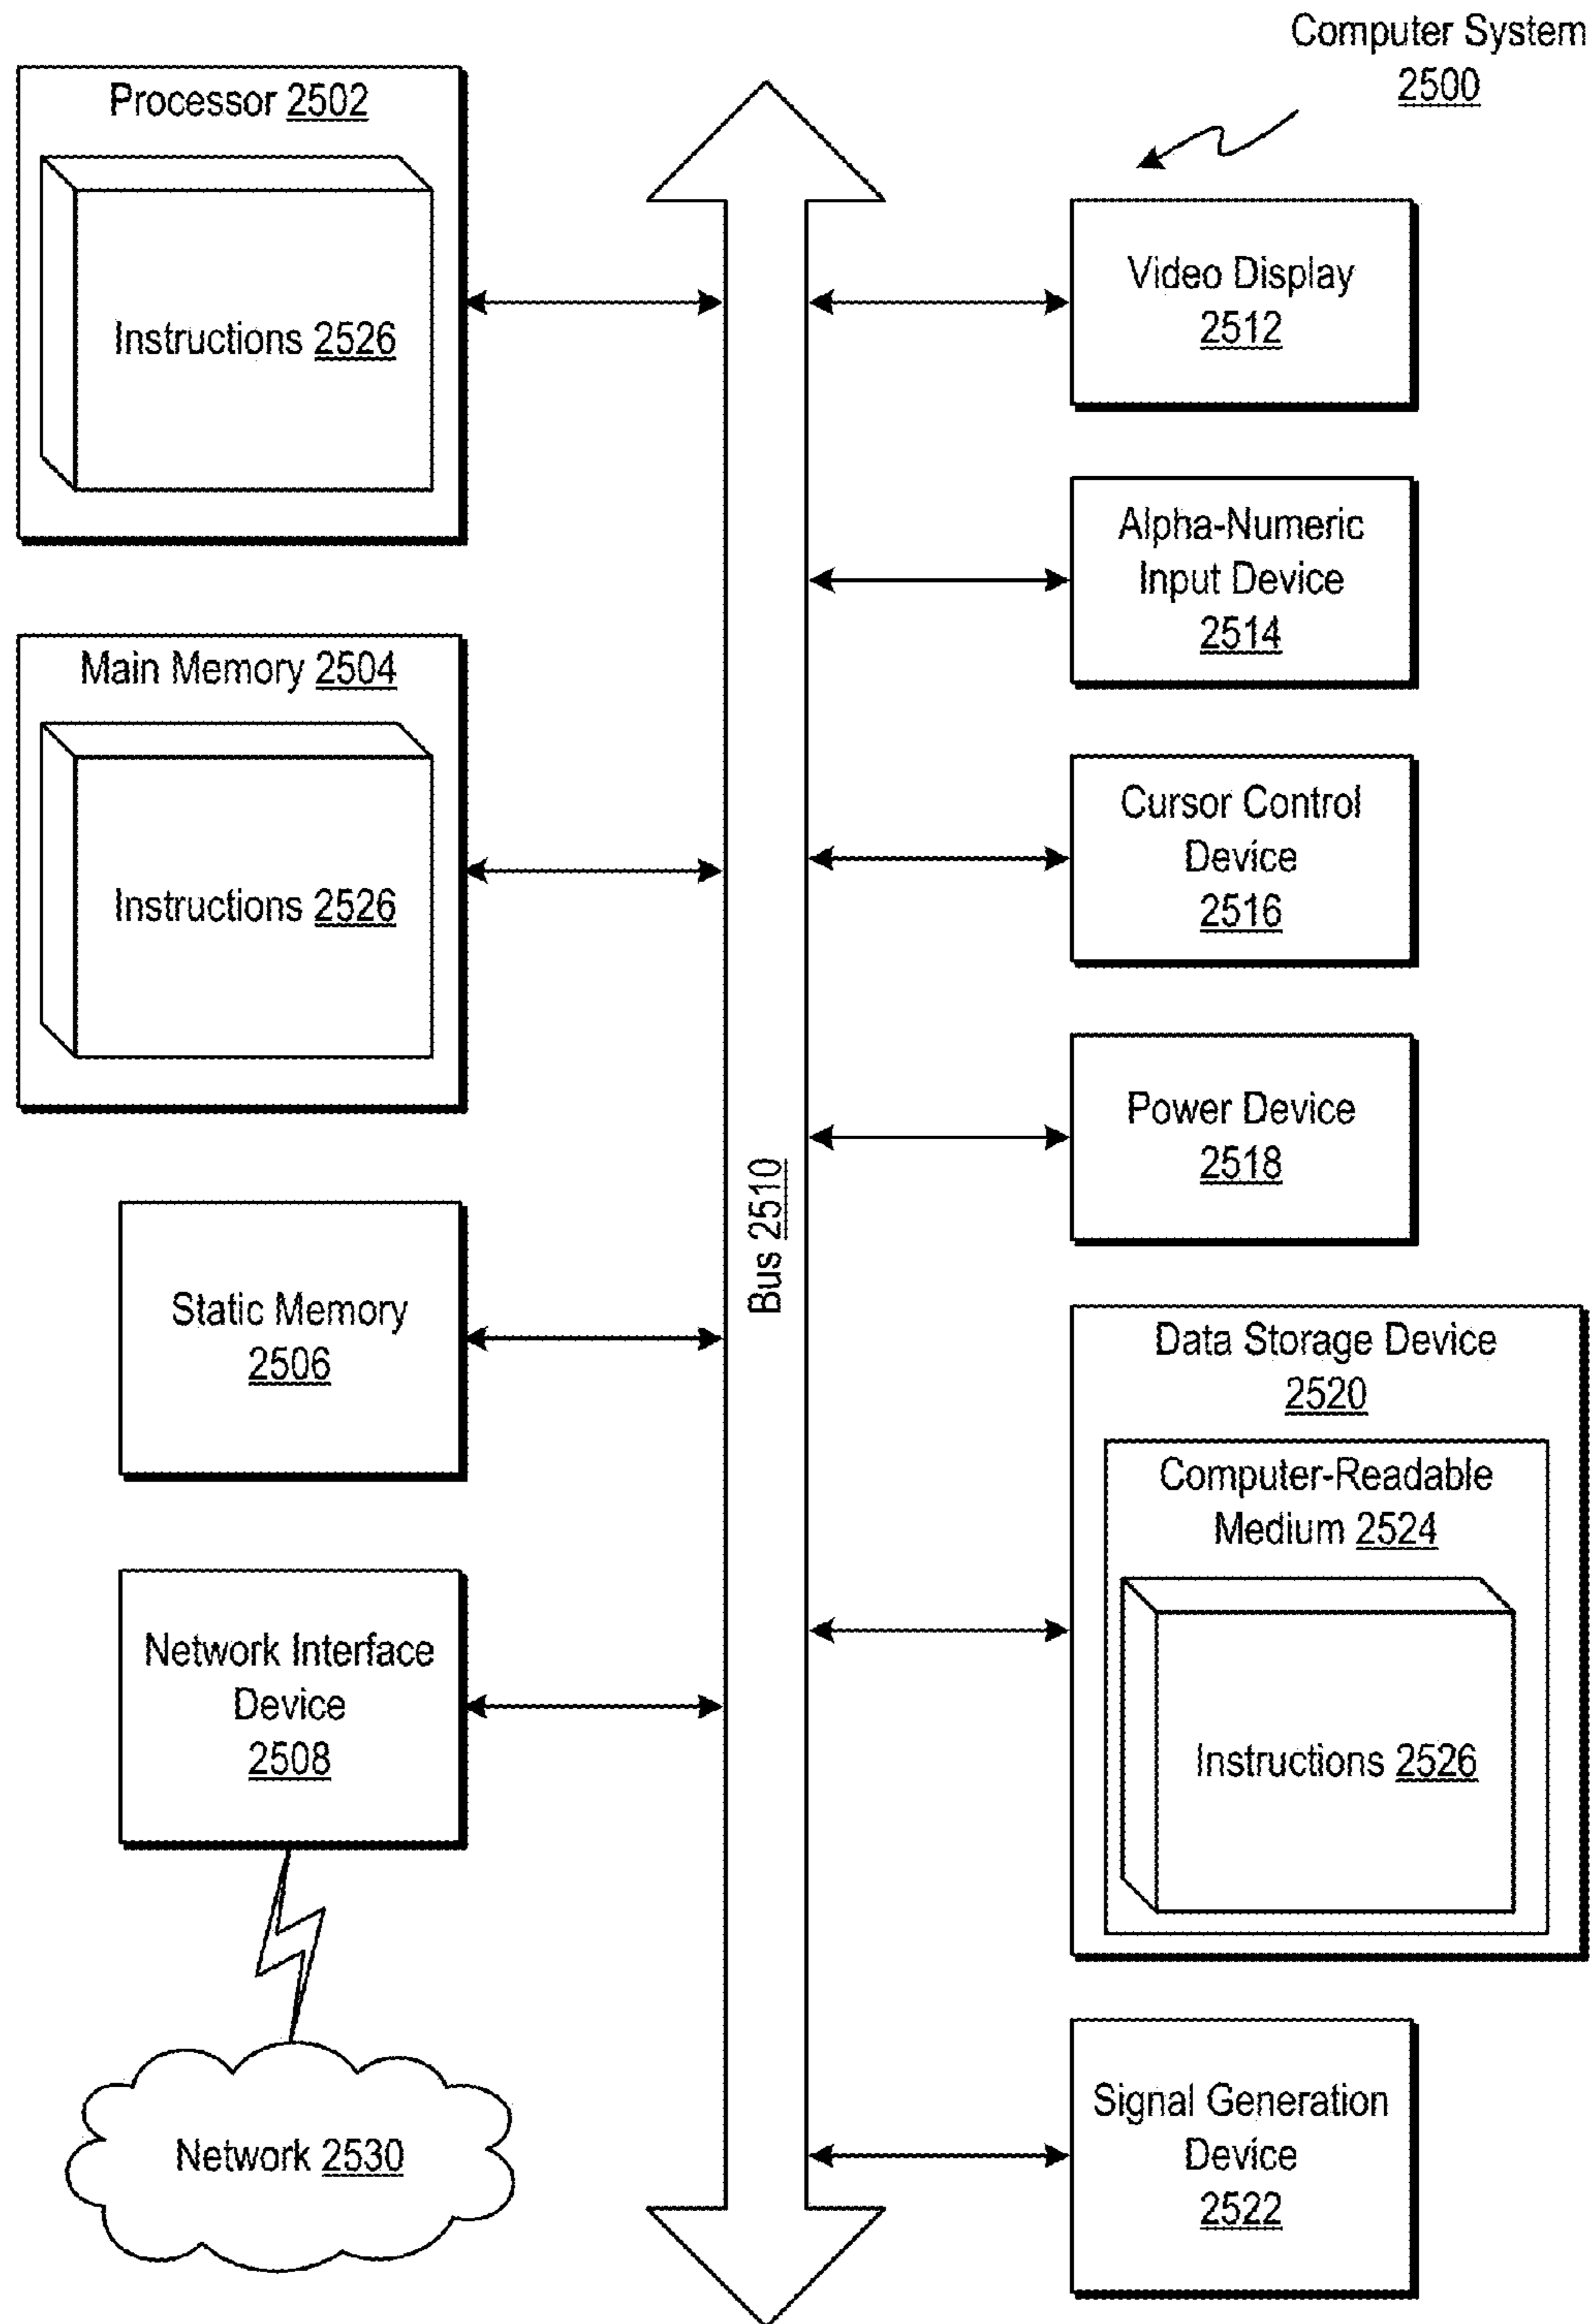 Computer System
2500
Processor 2502
Instructions 2526
Main Memory 2504
Instructions 2526
Static Memory
2506
Network Interface
Device
2508
Network 2530
Bus 2510
Video Display
2512
Alpha-Numeric
Input Device
2514
Cursor Control
Device
2516
Power Device
2518
Data Storage Device
2520
Computer-Readable
Medium 2524
Instructions 2526
Signal Generation
Device
2522